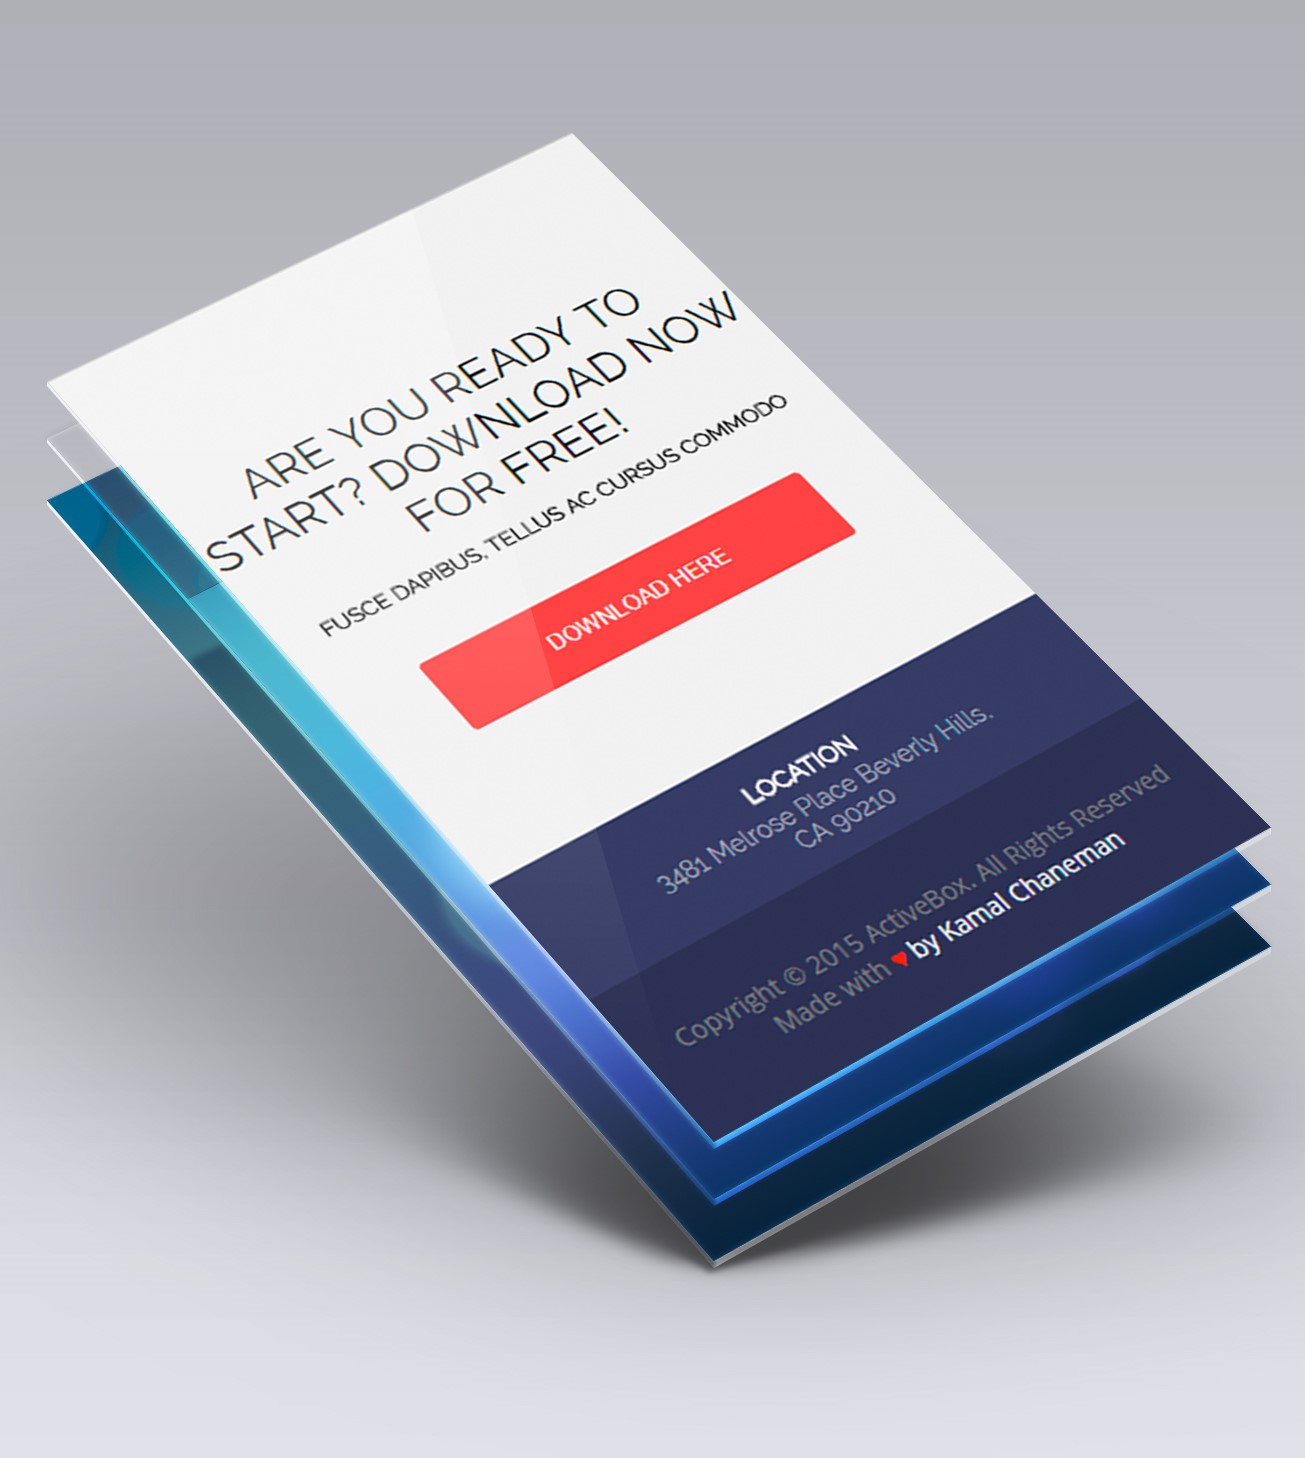 ARE YOU READY TO
START? DOWNLOAD NOW
FOR FREE!
FUSCE DAPIBUS, TELLUS AC CURSUS COMMODO
DOWNLOAD HERE
LOCATION
3481 Melrose Place Beverly Hills.
CA 90210
Copyright © 2015 ActiveBox. All Rights Reserved
Made with ♥ by Kamal Chaneman